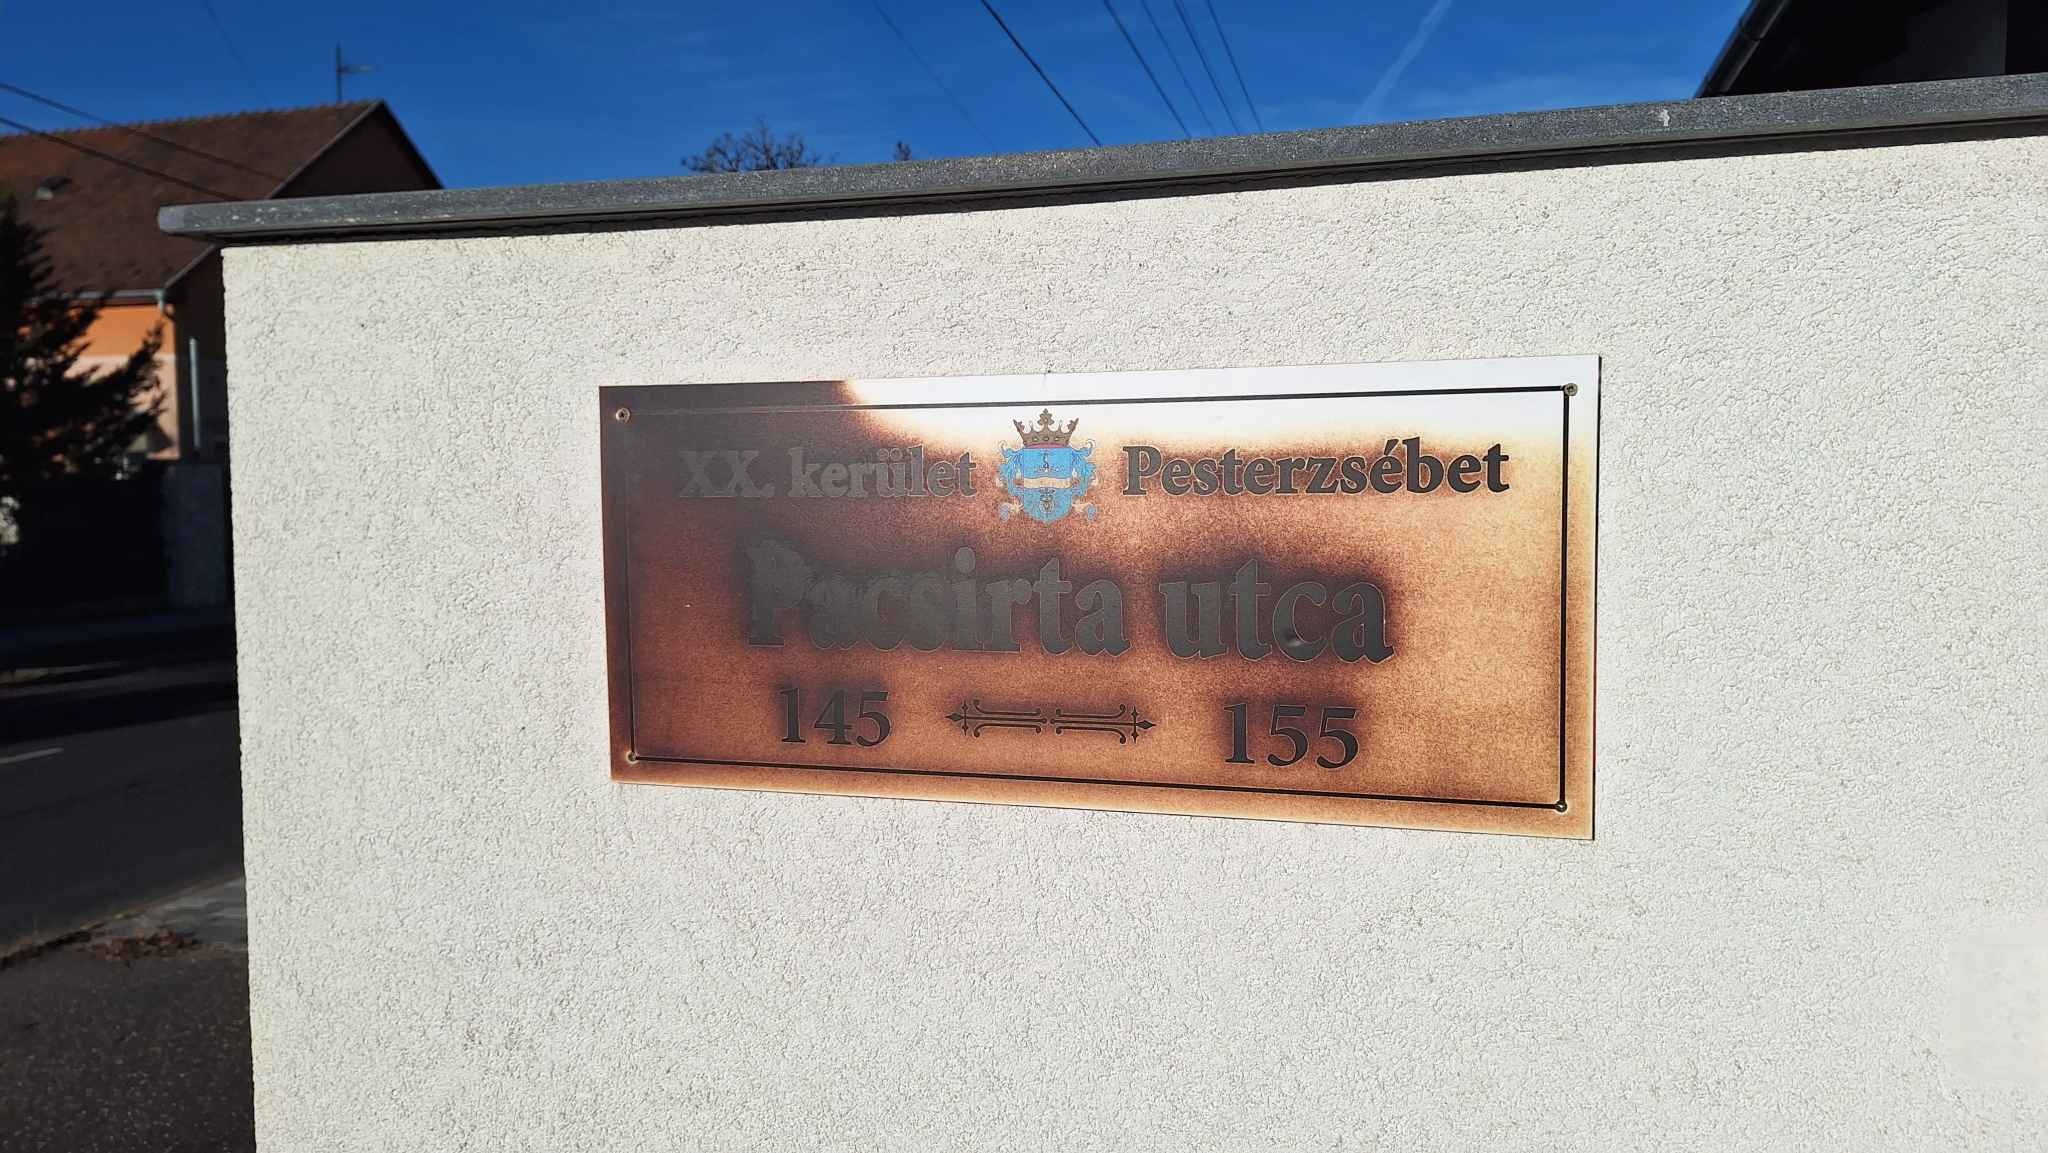 XX. kerület Pesterzsébet
Pacsirta utca
145 155